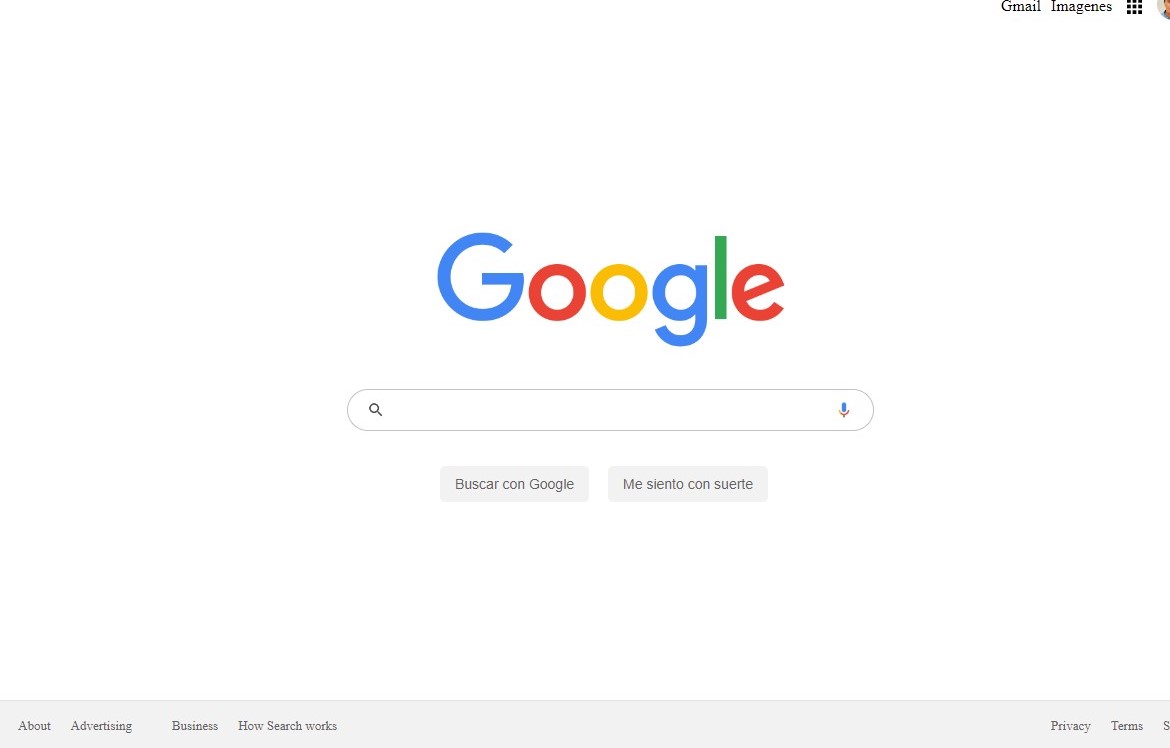 Gmail Imagenes
Google
Buscar con Google Me siento con suerte
About Advertising Business How Search works Privacy Terms S